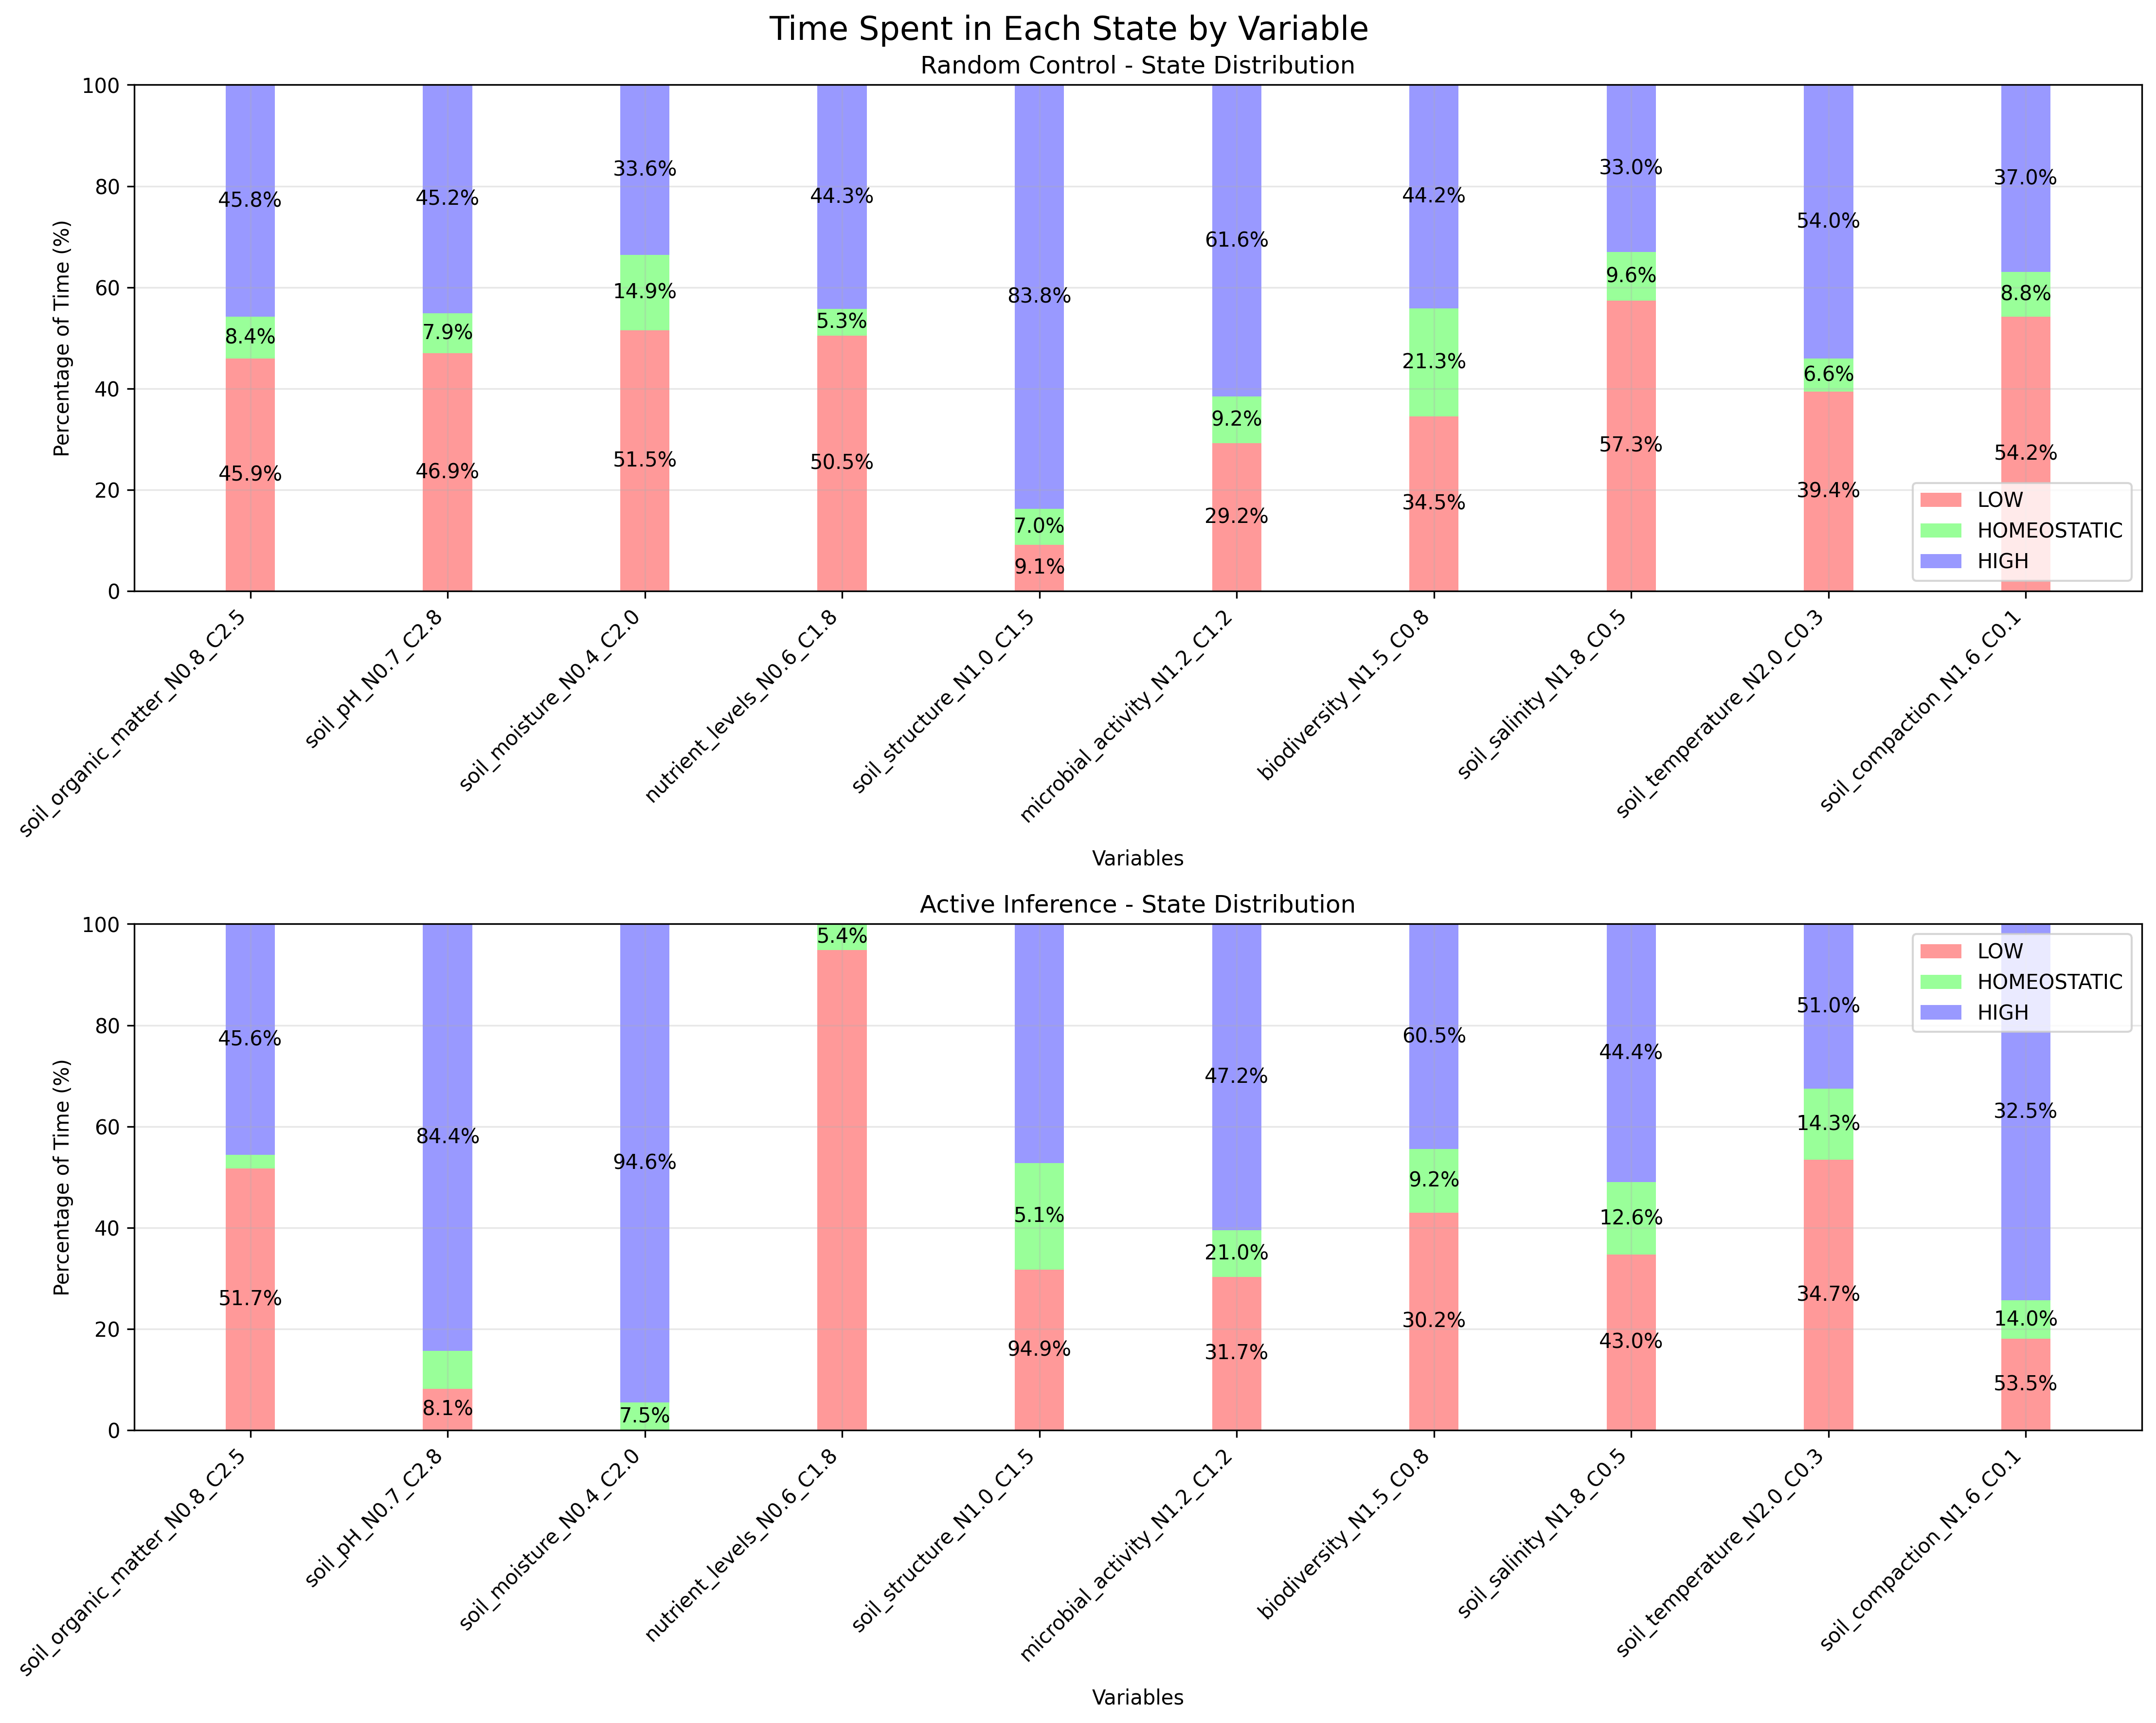 Time Spent in Each State by Variable
Random Control - State Distribution
Percentage of Time (%)
100
80
60
40
20
0
45.8%
8.4%
45.9%
45.2%
7.9%
46.9%
33.6%
14.9%
51.5%
44.3%
5.3%
50.5%
83.8%
7.0%
9.1%
61.6%
9.2%
29.2%
44.2%
21.3%
34.5%
33.0%
9.6%
57.3%
54.0%
6.6%
39.4%
37.0%
8.8%
54.2%
LOW
HOMEOSTATIC
HIGH
soil_organic_matter_N0.8_C2.5
soil_pH_N0.7_C2.8
soil_moisture_N0.4_C2.0
nutrient_levels_N0.6_C1.8
soil_structure_N1.0_C1.5
microbial_activity_N1.2_C1.2
biodiversity_N1.5_C0.8
soil_salinity_N1.8_C0.5
soil_temperature_N2.0_C0.3
soil_compaction_N1.6_C0.1
Variables
Active Inference - State Distribution
Percentage of Time (%)
100
80
60
40
20
0
45.6%
51.7%
84.4%
8.1%
94.6%
7.5%
5.4%
5.1%
94.9%
47.2%
21.0%
31.7%
60.5%
9.2%
30.2%
44.4%
12.6%
43.0%
51.0%
14.3%
34.7%
32.5%
14.0%
53.5%
LOW
HOMEOSTATIC
HIGH
soil_organic_matter_N0.8_C2.5
soil_pH_N0.7_C2.8
soil_moisture_N0.4_C2.0
nutrient_levels_N0.6_C1.8
soil_structure_N1.0_C1.5
microbial_activity_N1.2_C1.2
biodiversity_N1.5_C0.8
soil_salinity_N1.8_C0.5
soil_temperature_N2.0_C0.3
soil_compaction_N1.6_C0.1
Variables